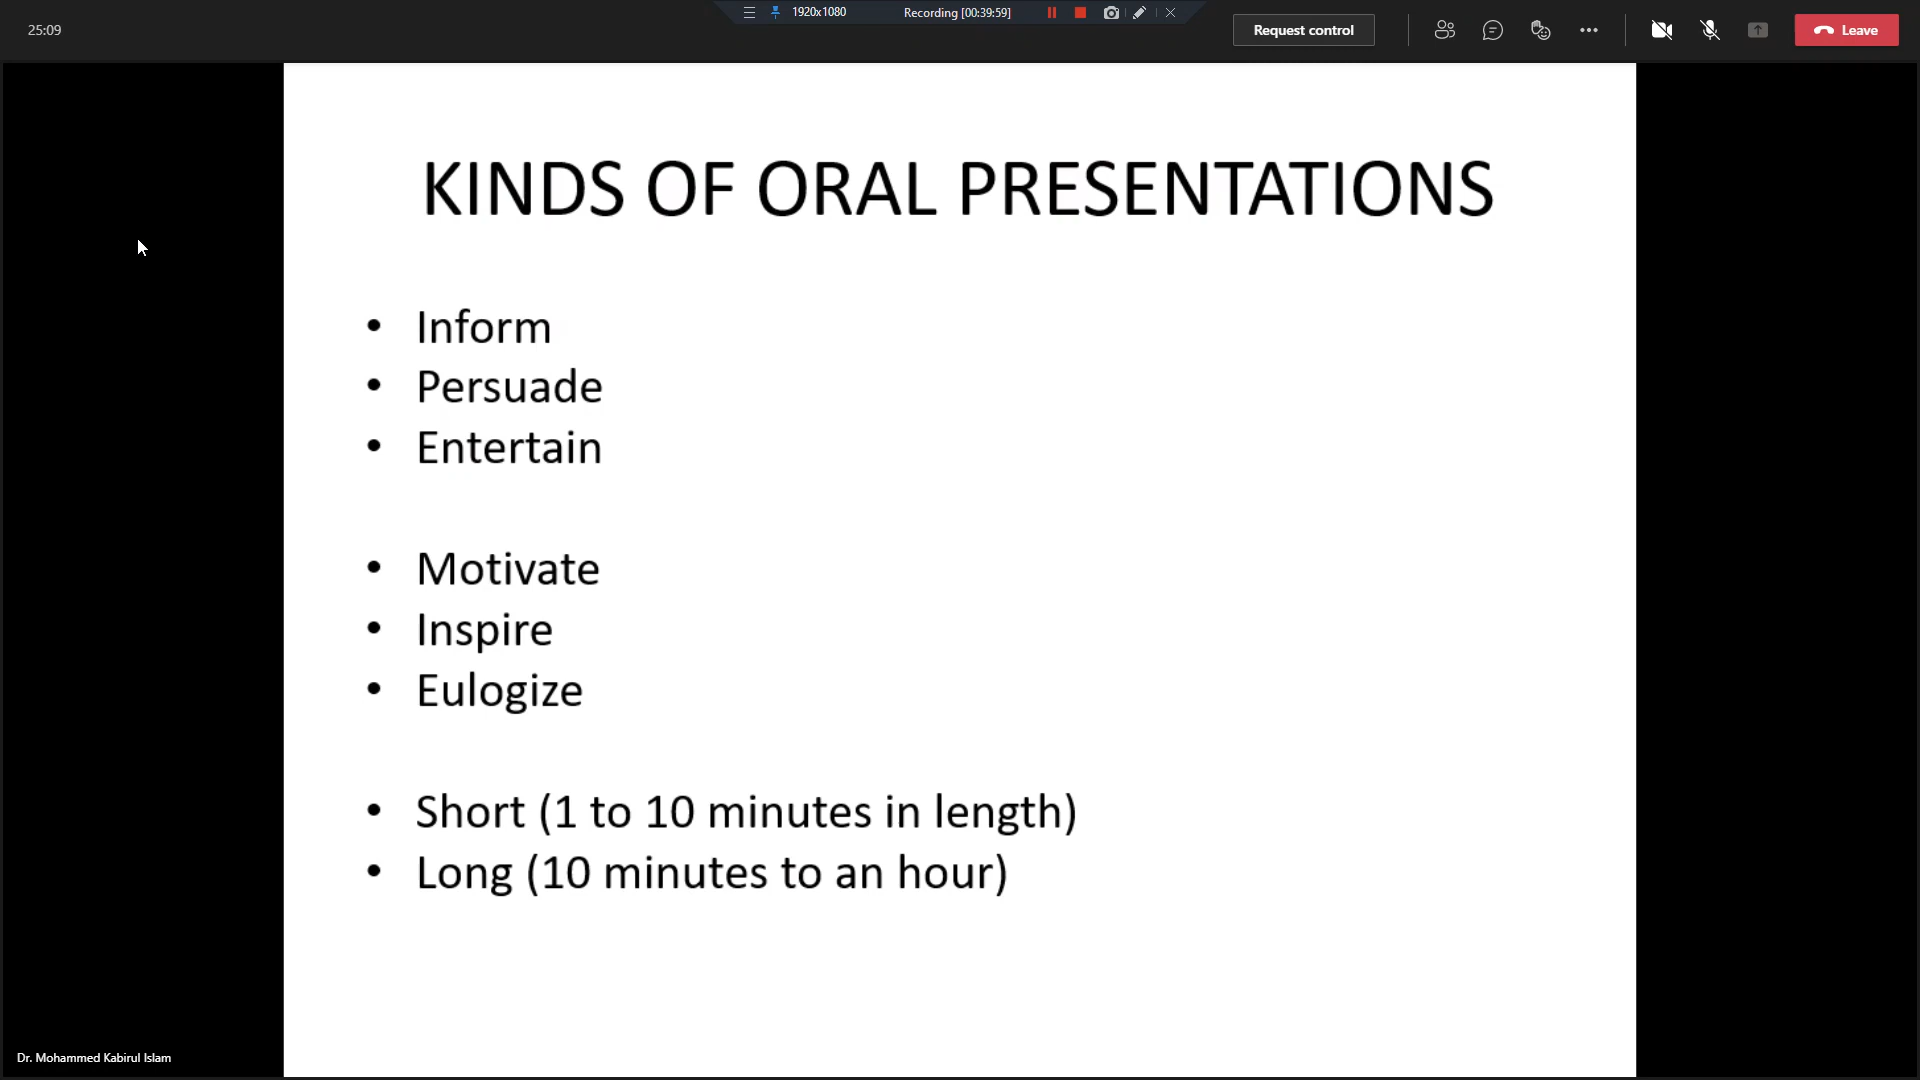 1920x1080
Recording [00:39:59]
25:09
Request control
Leave
KINDS OF ORAL PRESENTATIONS
• Inform
• Persuade
• Entertain
• Motivate
• Inspire
• Eulogize
• Short (1 to 10 minutes in length)
• Long (10 minutes to an hour)
Dr. Mohammed Kabirul Islam